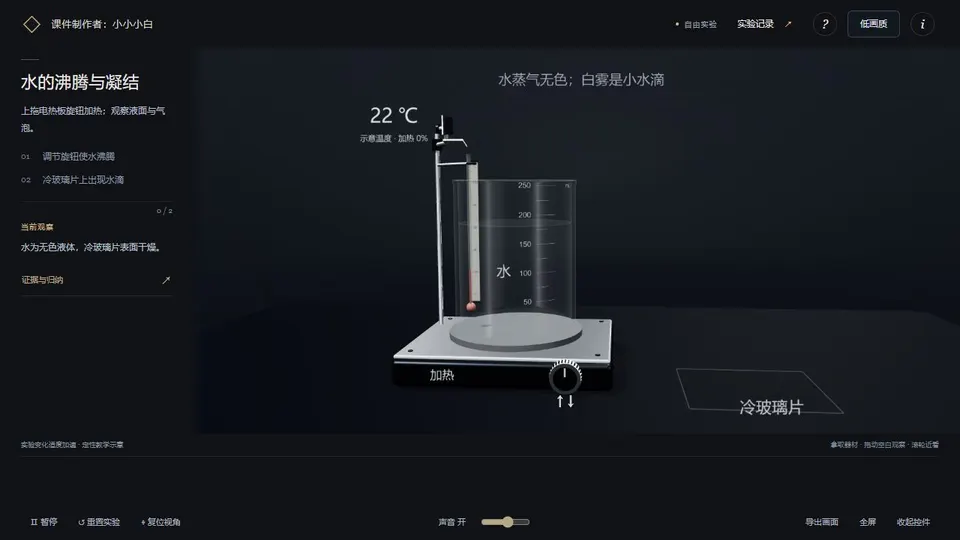 课件制作者：小小小白
自由实验
实验记录
?
低画质
i
水的沸腾与凝结
上拖电热板旋钮加热；观察液面与气
泡。
01 调节旋钮使水沸腾
02 冷玻璃片上出现水滴
0 / 2
当前观察
水为无色液体，冷玻璃片表面干燥。
证据与归纳
水蒸气无色；白雾是小水滴
22 ℃
示意温度 · 加热 0%
250
200
150
100
50
水
加热
冷玻璃片
实验变化适度加速 · 定性教学示意
拿取器材 · 拖动空白观察 · 滚轮近看
暂停
重置实验
复位视角
声音 开
导出画面
全屏
收起控件